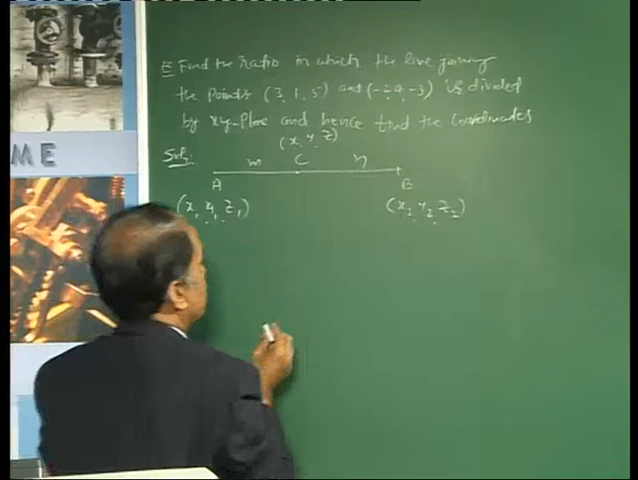 E Find the ratio in which the line joining
the points (3, 1, 5) and (-2, 4, -3) is divided
by xy-plane and hence find the coordinates
(x, y, z)
Sol:
m C n
A B
(x₁, y₁, z₁) (x₂, y₂, z₂)
ME